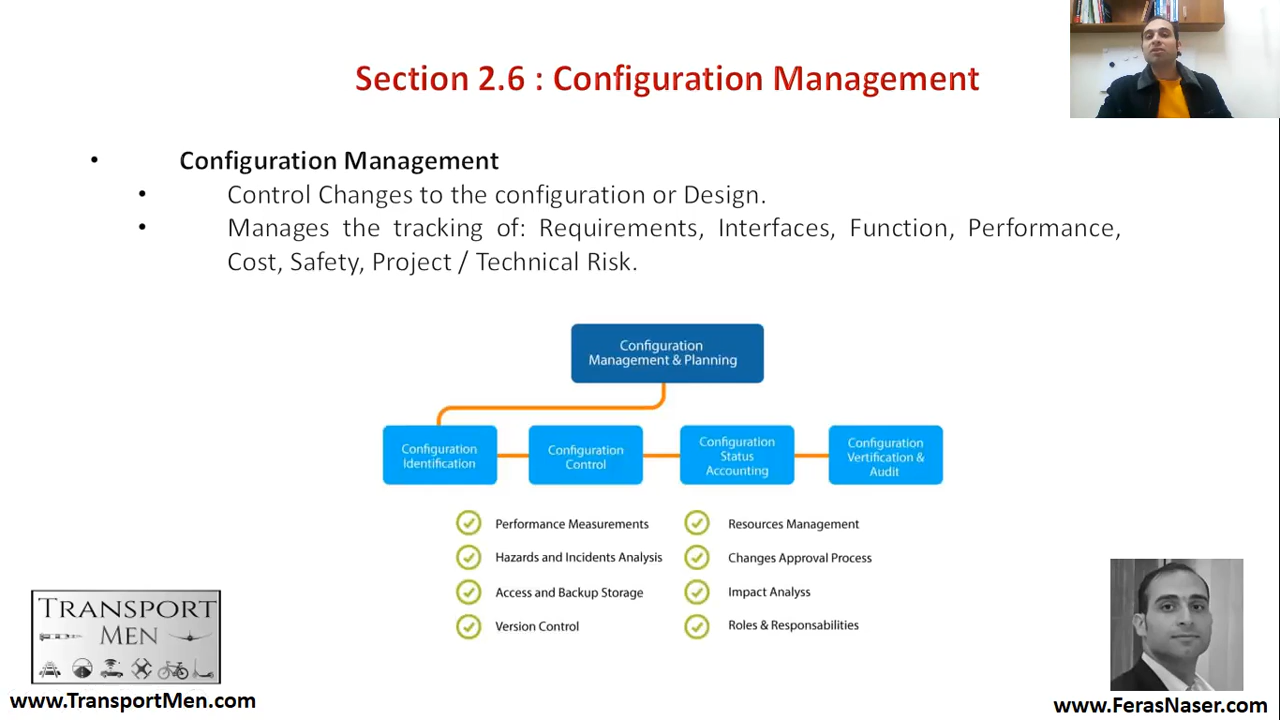 Section 2.6 : Configuration Management
• Configuration Management
• Control Changes to the configuration or Design.
• Manages the tracking of: Requirements, Interfaces, Function, Performance,
Cost, Safety, Project / Technical Risk.
Configuration
Management & Planning
Configuration
Identification
Configuration
Control
Configuration
Status
Accounting
Configuration
Vertification &
Audit
Performance Measurements
Hazards and Incidents Analysis
Access and Backup Storage
Version Control
Resources Management
Changes Approval Process
Impact Analyss
Roles & Responsabilities
TRANSPORT
MEN
www.TransportMen.com
www.FerasNaser.com